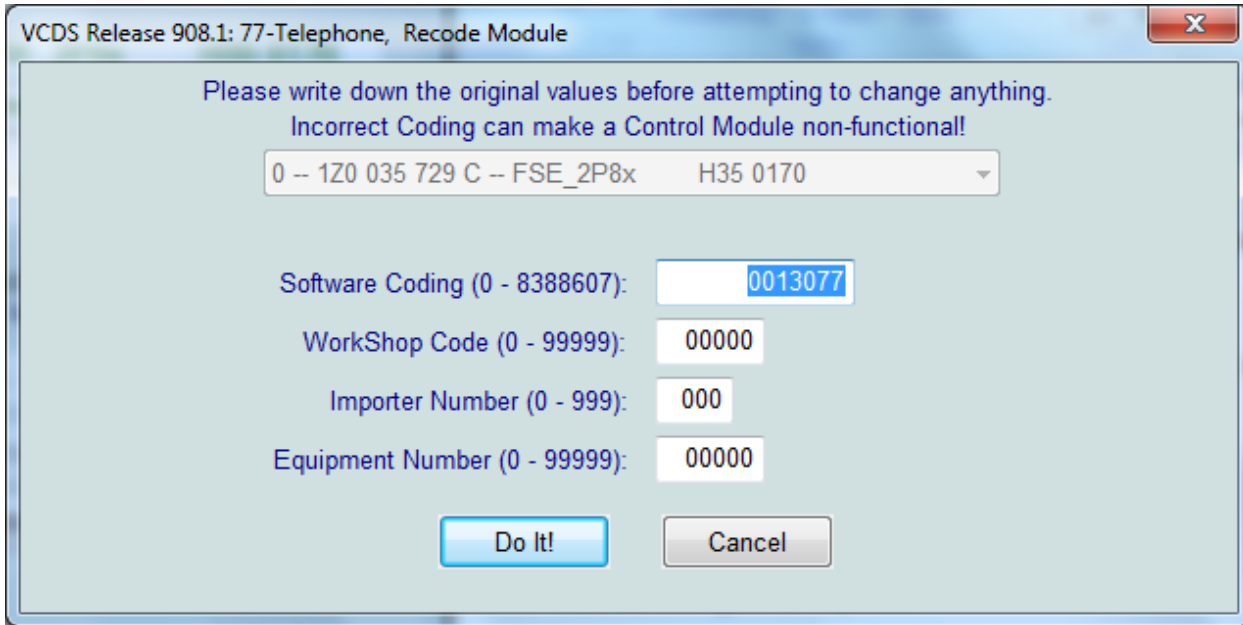 VCDS Release 908.1: 77-Telephone, Recode Module
Please write down the original values before attempting to change anything.
Incorrect Coding can make a Control Module non-functional!
0 -- 1Z0 035 729 C -- FSE_2P8x H35 0170
Software Coding (0 - 8388607): 0013077
WorkShop Code (0 - 99999): 00000
Importer Number (0 - 999): 000
Equipment Number (0 - 99999): 00000
Do It! Cancel